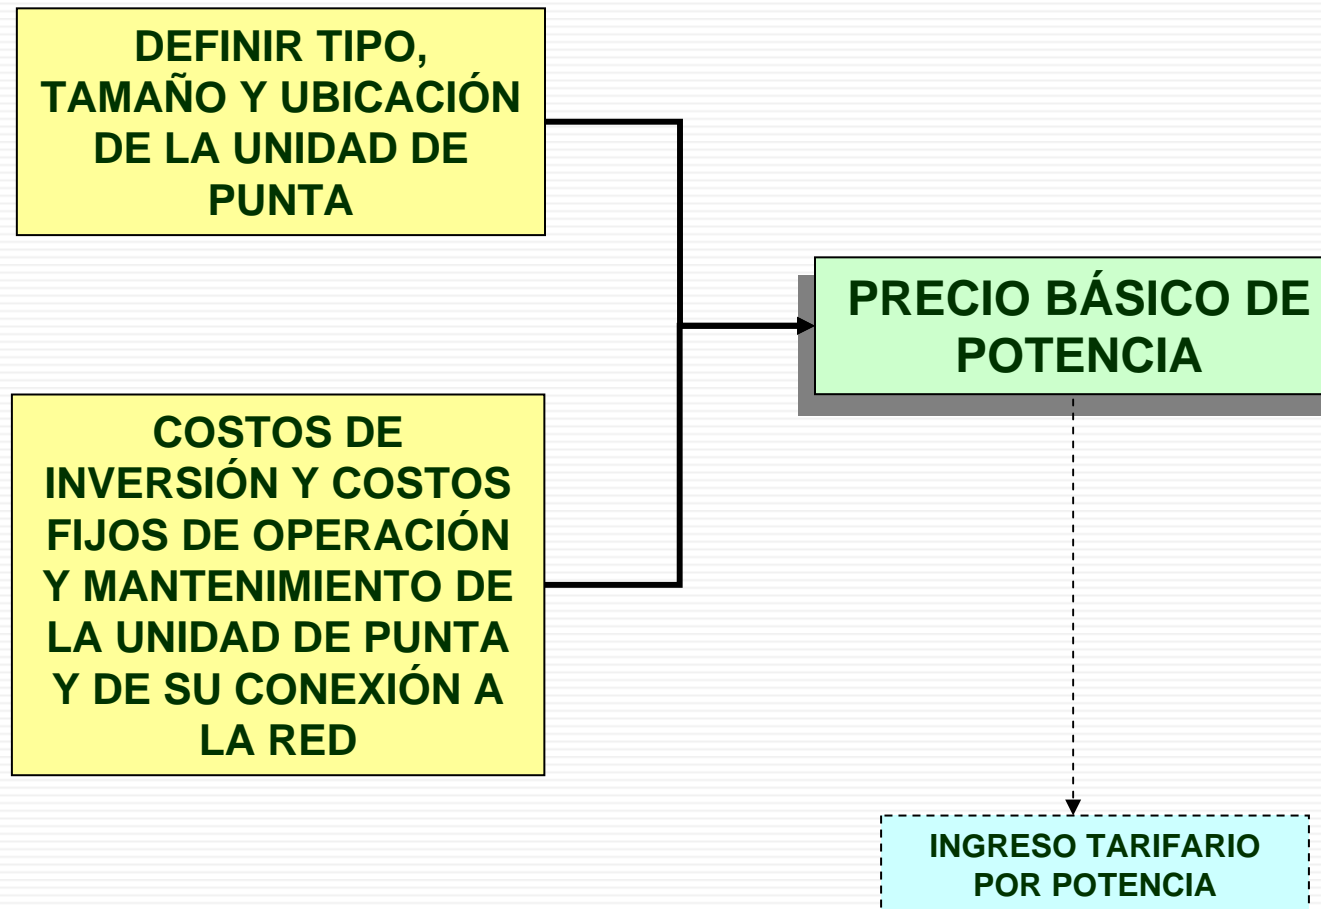 DEFINIR TIPO,
TAMAÑO Y UBICACIÓN
DE LA UNIDAD DE
PUNTA
PRECIO BÁSICO DE
POTENCIA
COSTOS DE
INVERSIÓN Y COSTOS
FIJOS DE OPERACIÓN
Y MANTENIMIENTO DE
LA UNIDAD DE PUNTA
Y DE SU CONEXIÓN A
LA RED
INGRESO TARIFARIO
POR POTENCIA